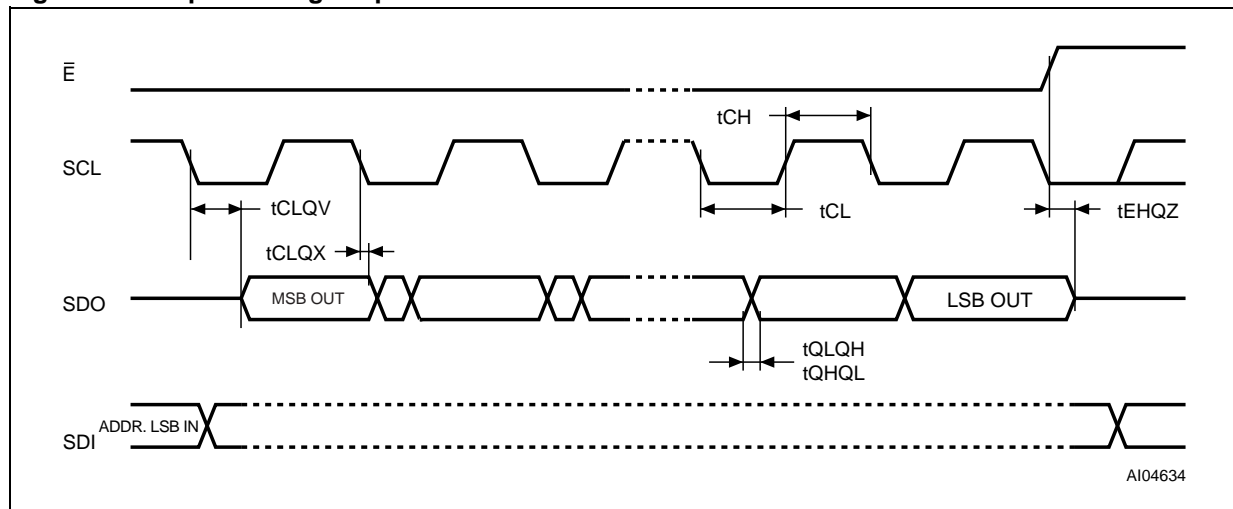 Ē
tCH
SCL
tCLQV
tCL
tEHQZ
tCLQX
SDO
MSB OUT
LSB OUT
tQLQH
tQHQL
ADDR. LSB IN
SDI
AI04634